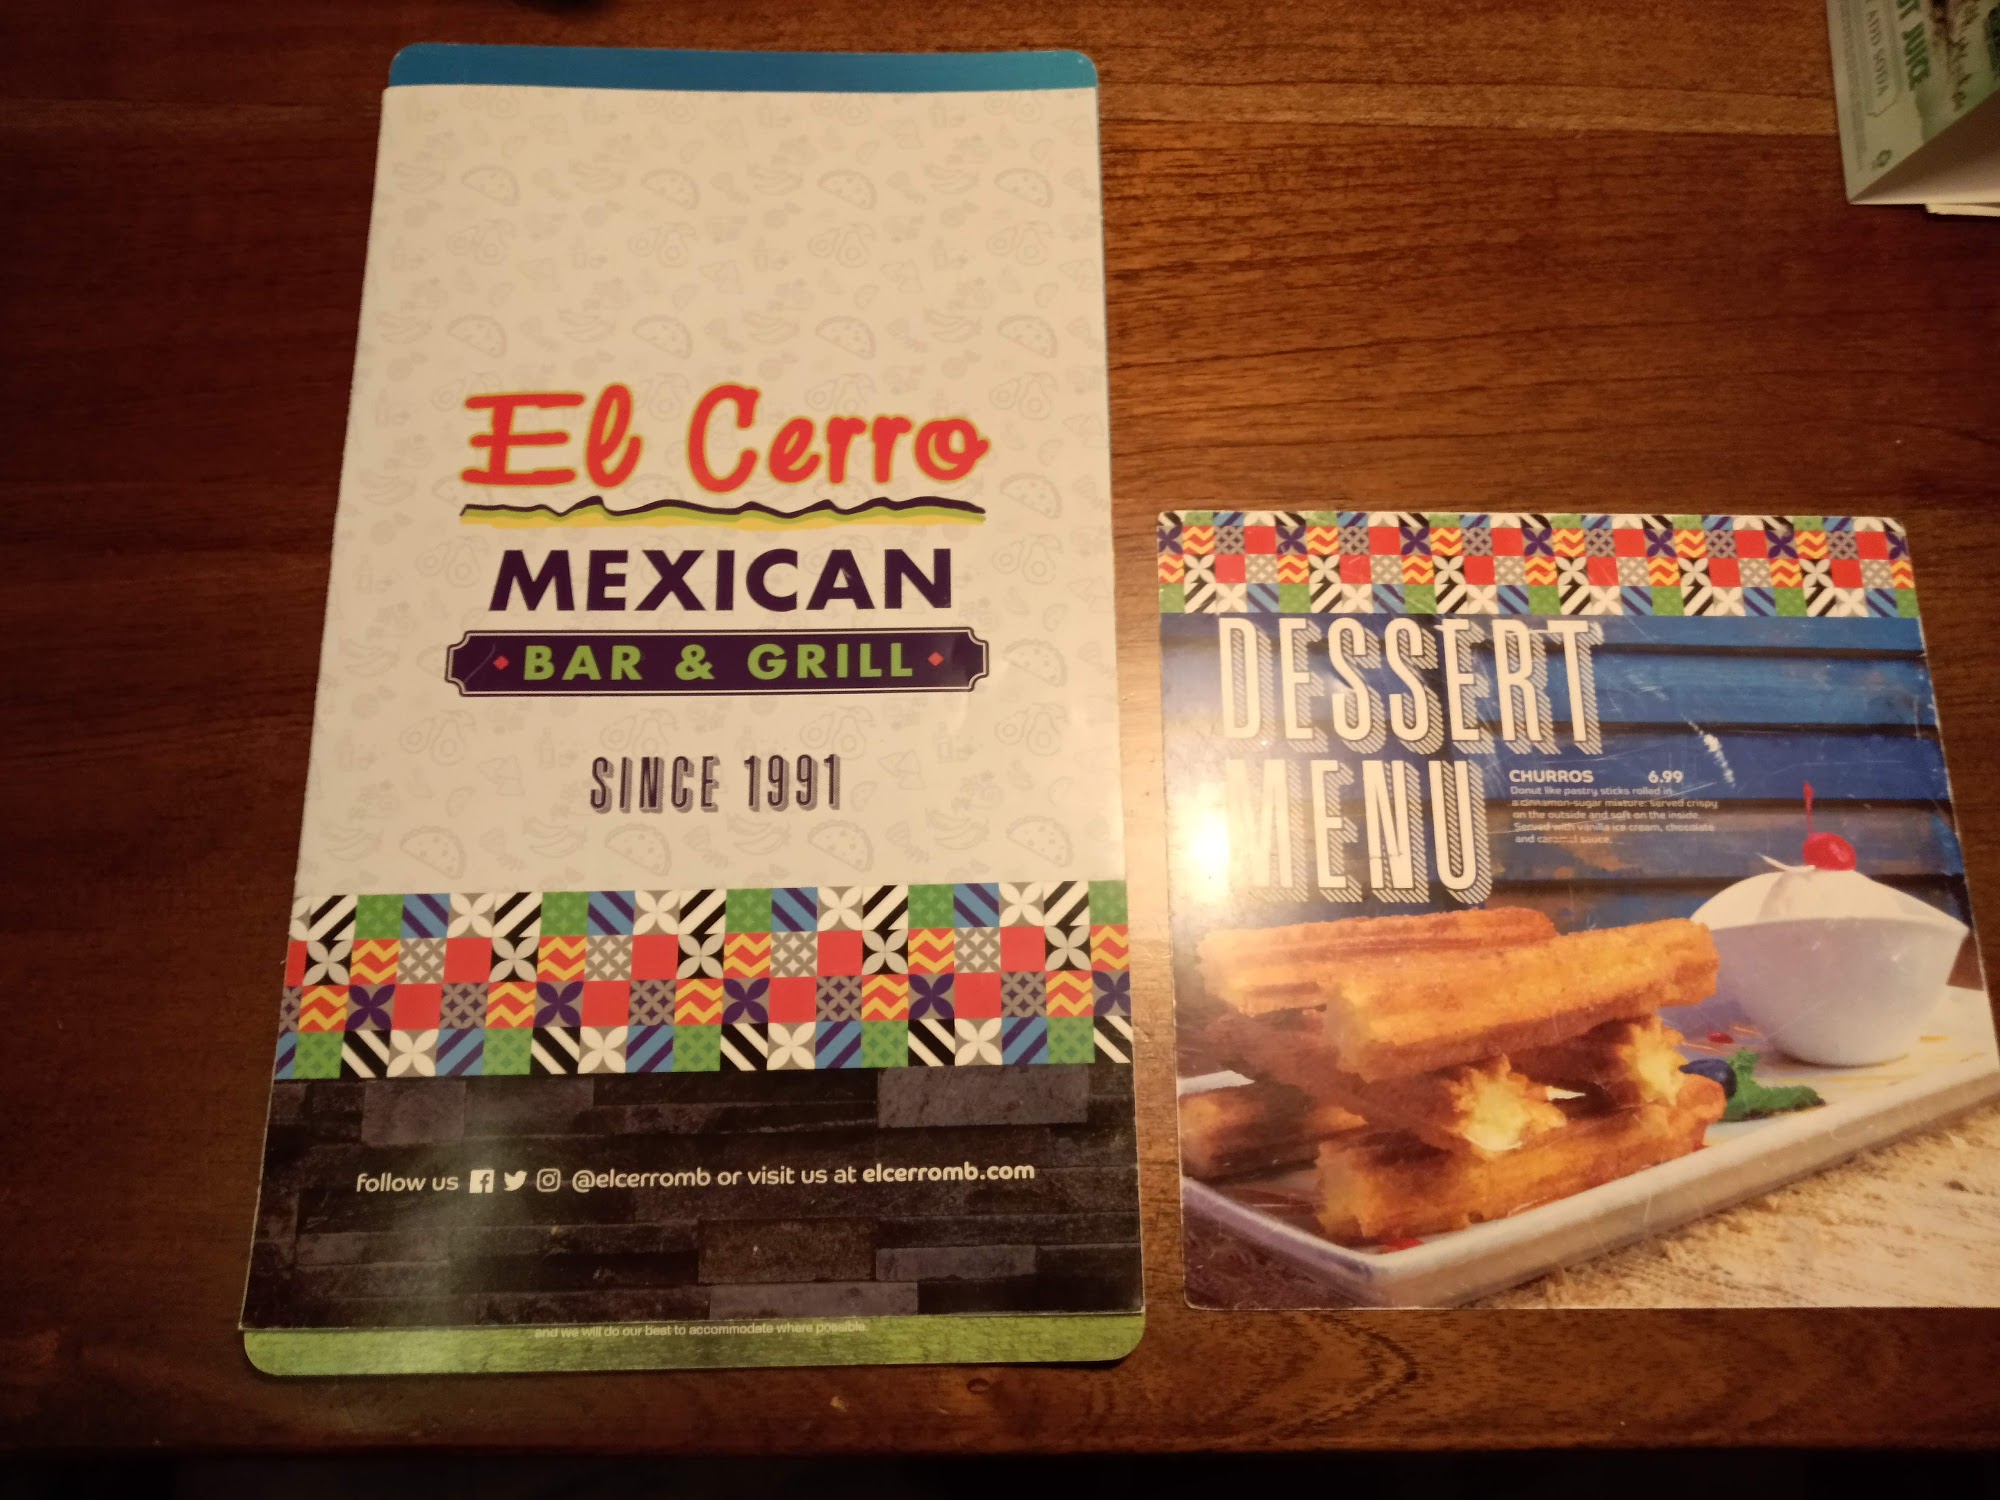 El Cerro
MEXICAN
BAR & GRILL
SINCE 1991
follow us @elcerromb or visit us at elcerromb.com
and we will do our best to accommodate where possible.
DESSERT
MENU
CHURROS 6.99
Donut like pastry sticks rolled in
a cinnamon-sugar mixture: served crispy
on the outside and soft on the inside.
Served with vanilla ice cream, chocolate
and caramel sauce.
JUICE
ADD SODA